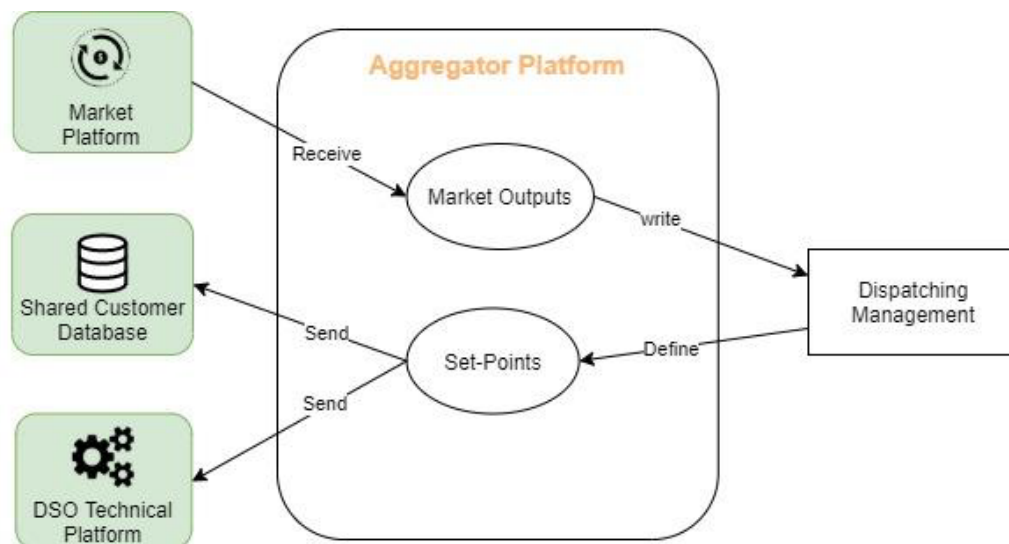 Aggregator Platform
Market
Platform
Receive
Market Outputs
write
Shared Customer
Database
Send
Set-Points
Define
Dispatching
Management
Send
DSO Technical
Platform